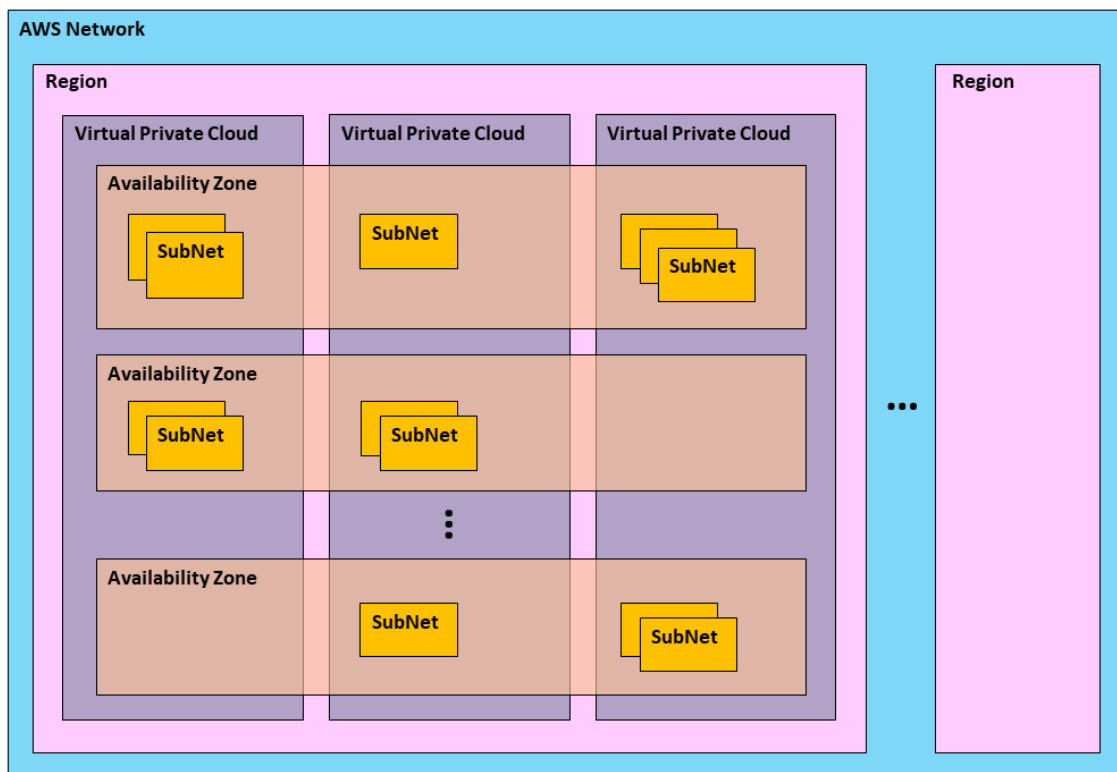 AWS Network
Region
Region
Virtual Private Cloud
Virtual Private Cloud
Virtual Private Cloud
Availability Zone
SubNet
SubNet
SubNet
Availability Zone
SubNet
SubNet
...
Availability Zone
SubNet
SubNet